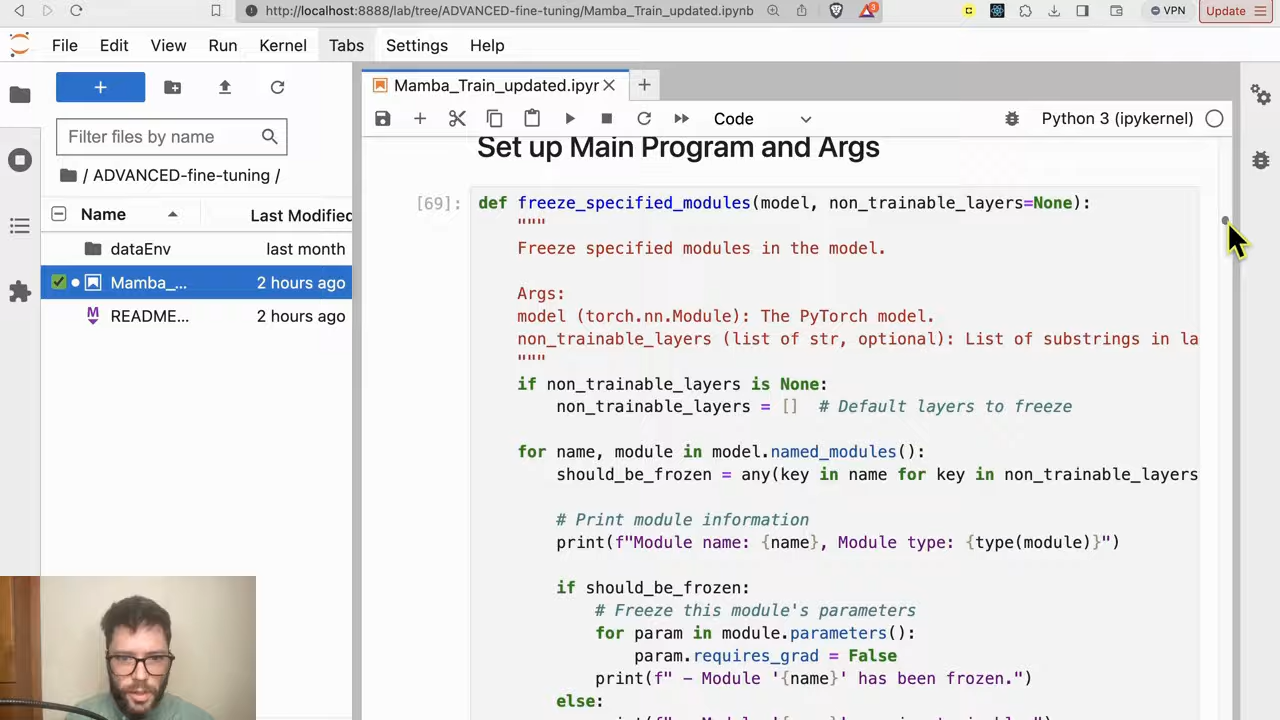 http://localhost:8888/lab/tree/ADVANCED-fine-tuning/Mamba_Train_updated.ipynb
VPN
Update
File Edit View Run Kernel Tabs Settings Help
Mamba_Train_updated.ipyr
Filter files by name
Code
Python 3 (ipykernel)
/ ADVANCED-fine-tuning /
Name Last Modified
dataEnv last month
Mamba_... 2 hours ago
README... 2 hours ago
Set up Main Program and Args
[69]:
def freeze_specified_modules(model, non_trainable_layers=None):
"""
Freeze specified modules in the model.
Args:
model (torch.nn.Module): The PyTorch model.
non_trainable_layers (list of str, optional): List of substrings in la
"""
if non_trainable_layers is None:
non_trainable_layers = [] # Default layers to freeze
for name, module in model.named_modules():
should_be_frozen = any(key in name for key in non_trainable_layers
# Print module information
print(f"Module name: {name}, Module type: {type(module)}")
if should_be_frozen:
# Freeze this module's parameters
for param in module.parameters():
param.requires_grad = False
print(f" - Module '{name}' has been frozen.")
else: